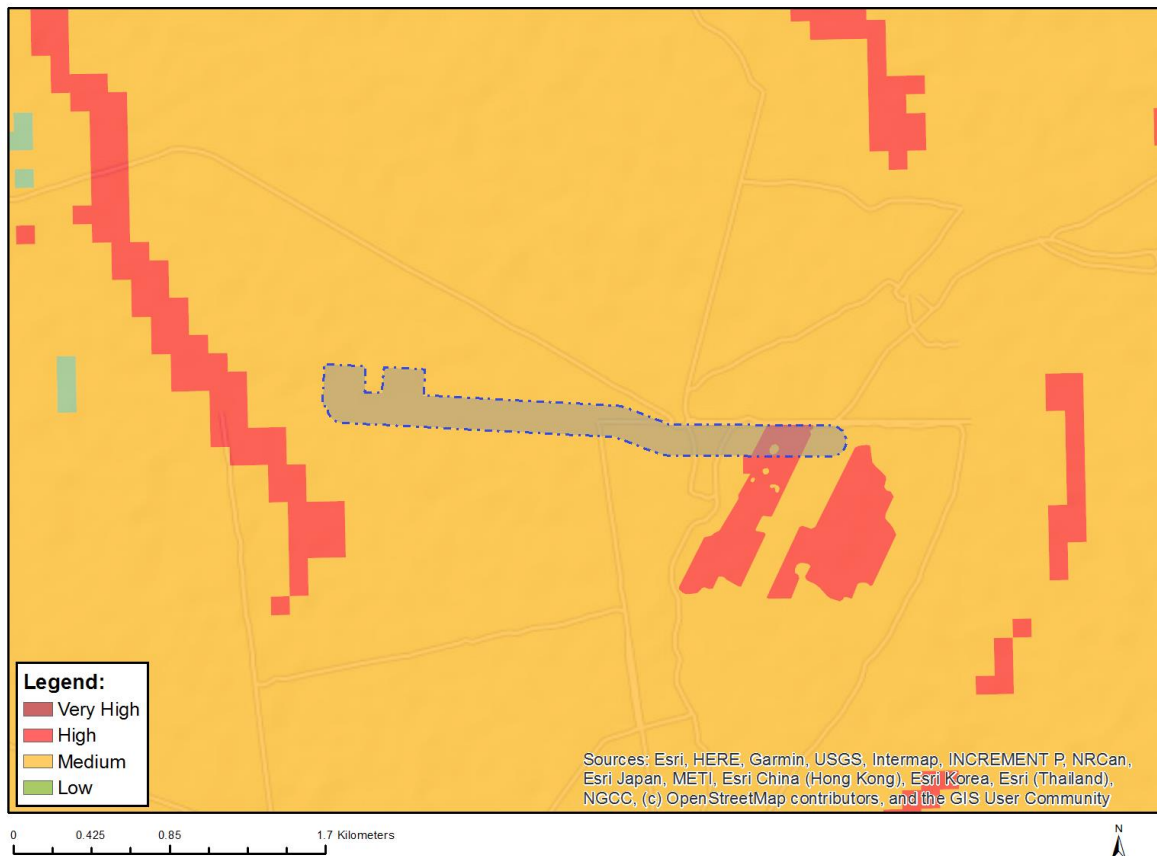 Legend:
Very High
High
Medium
Low
Sources: Esri, HERE, Garmin, USGS, Intermap, INCREMENT P, NRCan,
Esri Japan, METI, Esri China (Hong Kong), Esri Korea, Esri (Thailand),
NGCC, (c) OpenStreetMap contributors, and the GIS User Community
0 0.425 0.85 1.7 Kilometers
N